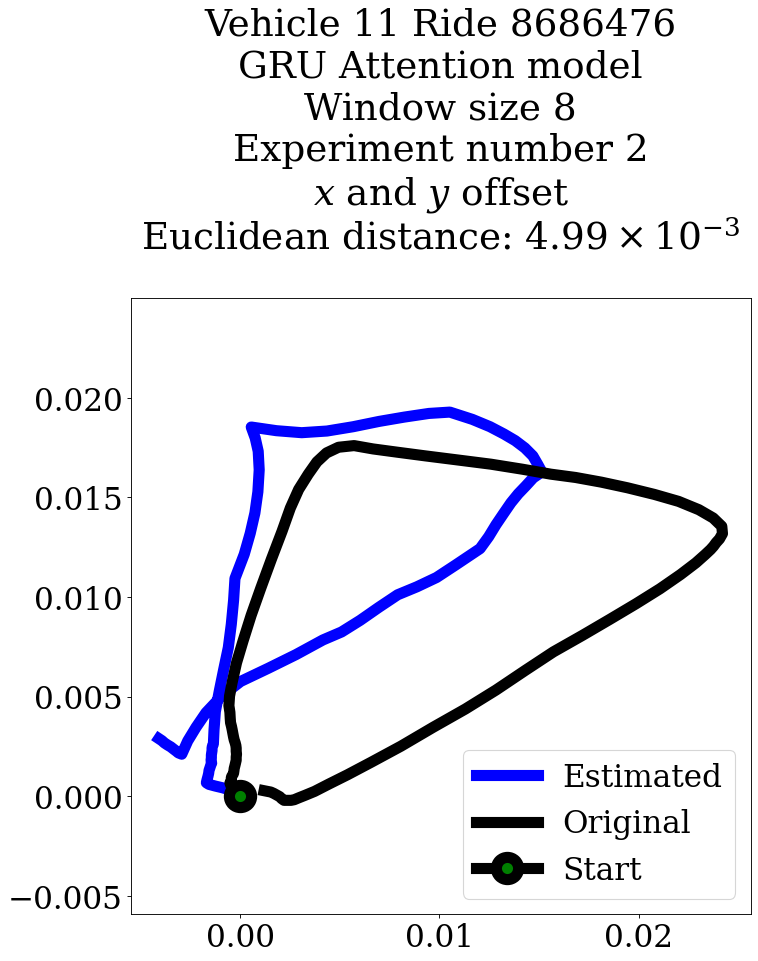 Vehicle 11 Ride 8686476
GRU Attention model
Window size 8
Experiment number 2
x and y offset
Euclidean distance: 4.99 × 10⁻³
0.020
0.015
0.010
0.005
0.000
−0.005
0.00 0.01 0.02
Estimated
Original
Start